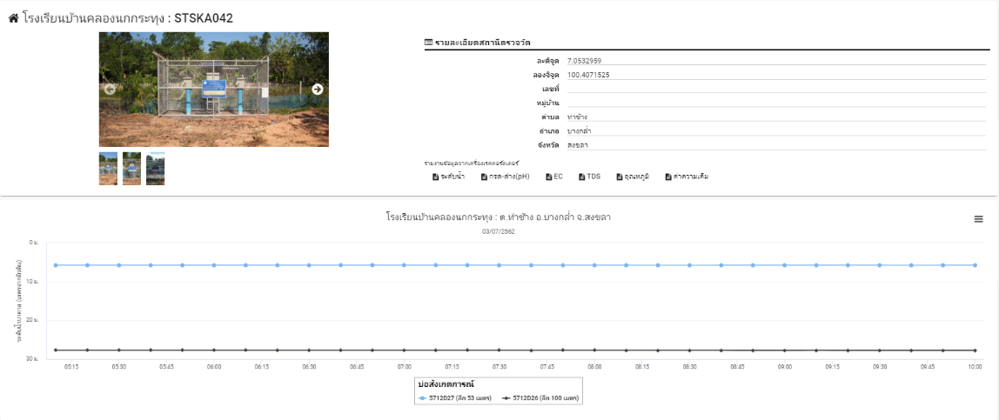 โรงเรียนบ้านคลองนกกระทุง : STSKA042
รายละเอียดสถานีตรวจวัด
ละติจูด 7.0532959
ลองจิจูด 100.4071525
เลขที่
หมู่บ้าน
ตำบล ท่าช้าง
อำเภอ บางกล่ำ
จังหวัด สงขลา
รายงานข้อมูลจากเครื่องเรคคอร์ดเดอร์
ระดับน้ำ กรด-ด่าง(pH) EC TDS อุณหภูมิ ค่าความเค็ม
โรงเรียนบ้านคลองนกกระทุง : ต.ท่าช้าง อ.บางกล่ำ จ.สงขลา
03/07/2562
ระดับน้ำบาดาล (เมตรจากผิวดิน)
0 ม.
10 ม.
20 ม.
30 ม.
05:15 05:30 05:45 06:00 06:15 06:30 06:45 07:00 07:15 07:30 07:45 08:00 08:15 08:30 08:45 09:00 09:15 09:30 09:45 10:00
บ่อสังเกตการณ์
5712D27 (ลึก 53 เมตร) 5712D26 (ลึก 100 เมตร)